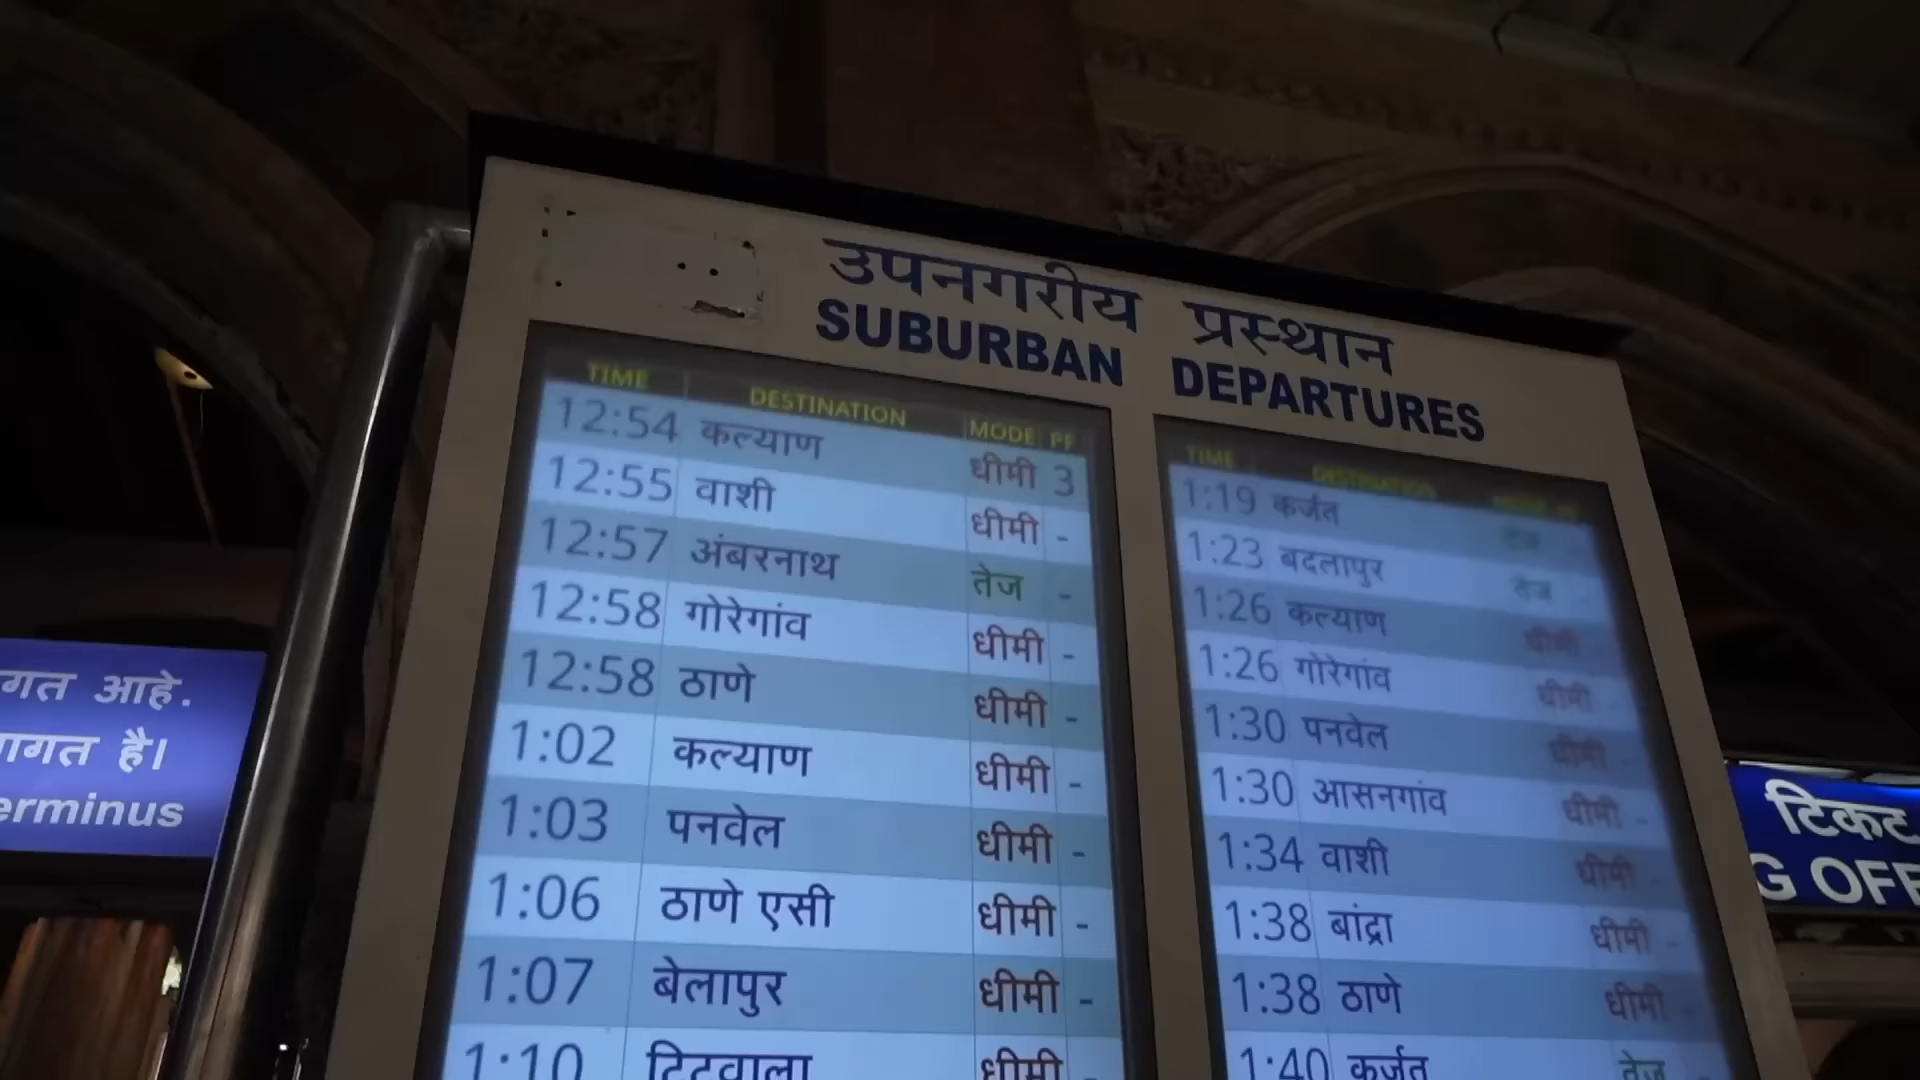 उपनगरीय प्रस्थान
SUBURBAN DEPARTURES
TIME DESTINATION MODE PF
12:54 कल्याण धीमी 3
12:55 वाशी धीमी -
12:57 अंबरनाथ तेज -
12:58 गोरेगांव धीमी -
12:58 ठाणे धीमी -
1:02 कल्याण धीमी -
1:03 पनवेल धीमी -
1:06 ठाणे एसी धीमी -
1:07 बेलापुर धीमी -
1:10 टिटवाला धीमी
TIME DESTINATION
1:19 कर्जत तेज
1:23 बदलापुर तेज -
1:26 कल्याण धीमी
1:26 गोरेगांव धीमी -
1:30 पनवेल धीमी
1:30 आसनगांव धीमी -
1:34 वाशी धीमी -
1:38 बांद्रा धीमी -
1:38 ठाणे धीमी -
1:40 कर्जत तेज
गत आहे.
गत है।
erminus
टिकट
G OFF